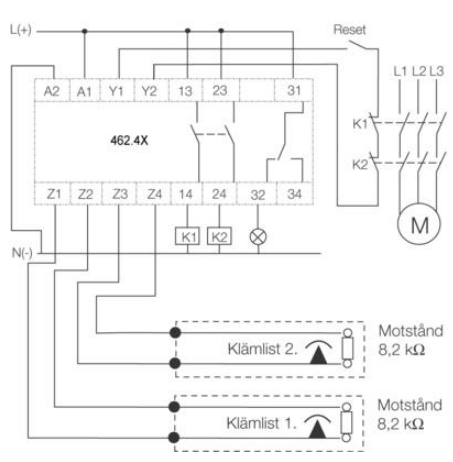 L(+)
Reset
L1 L2 L3
A2 A1 Y1 Y2 13 23 31
K1
462.4X
K2
Z1 Z2 Z3 Z4 14 24 32 34
K1 K2
M
N(-)
Klämlist 2.
Motstånd
8,2 kΩ
Klämlist 1.
Motstånd
8,2 kΩ